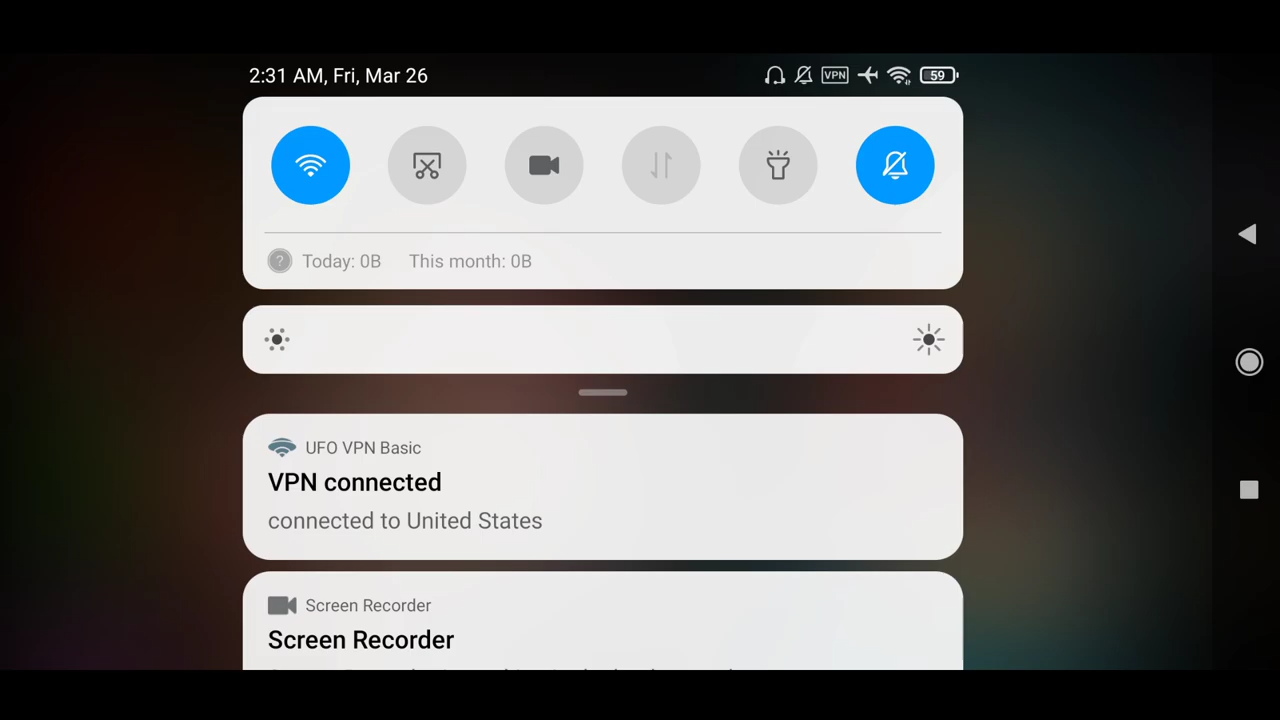 2:31 AM, Fri, Mar 26
VPN
59
Today: 0B This month: 0B
UFO VPN Basic
VPN connected
connected to United States
Screen Recorder
Screen Recorder